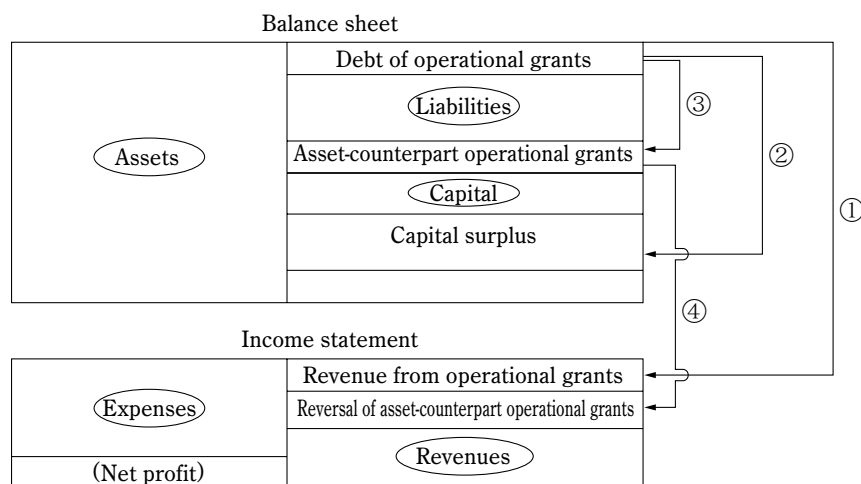 Balance sheet
Debt of operational grants
Liabilities
③
②
Assets
Asset-counterpart operational grants
Capital
①
Capital surplus
④
Income statement
Revenue from operational grants
Expenses
Reversal of asset-counterpart operational grants
Revenues
(Net profit)